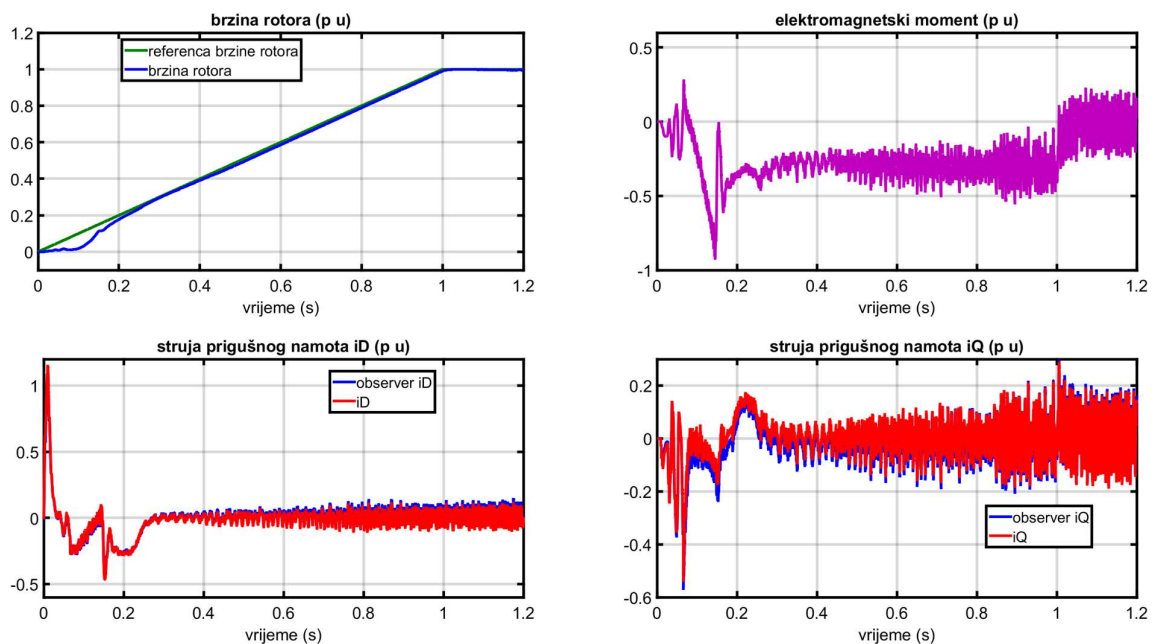 brzina rotora (p u)
1.2
1
0.8
0.6
0.4
0.2
0
referenca brzine rotora
brzina rotora
0 0.2 0.4 0.6 0.8 1 1.2
vrijeme (s)
elektromagnetski moment (p u)
0.5
0
-0.5
-1
0 0.2 0.4 0.6 0.8 1 1.2
vrijeme (s)
struja prigušnog namota iD (p u)
1
0.5
0
-0.5
observer iD
iD
0 0.2 0.4 0.6 0.8 1 1.2
vrijeme (s)
struja prigušnog namota iQ (p u)
0.2
0
-0.2
-0.4
-0.6
observer iQ
iQ
0 0.2 0.4 0.6 0.8 1 1.2
vrijeme (s)